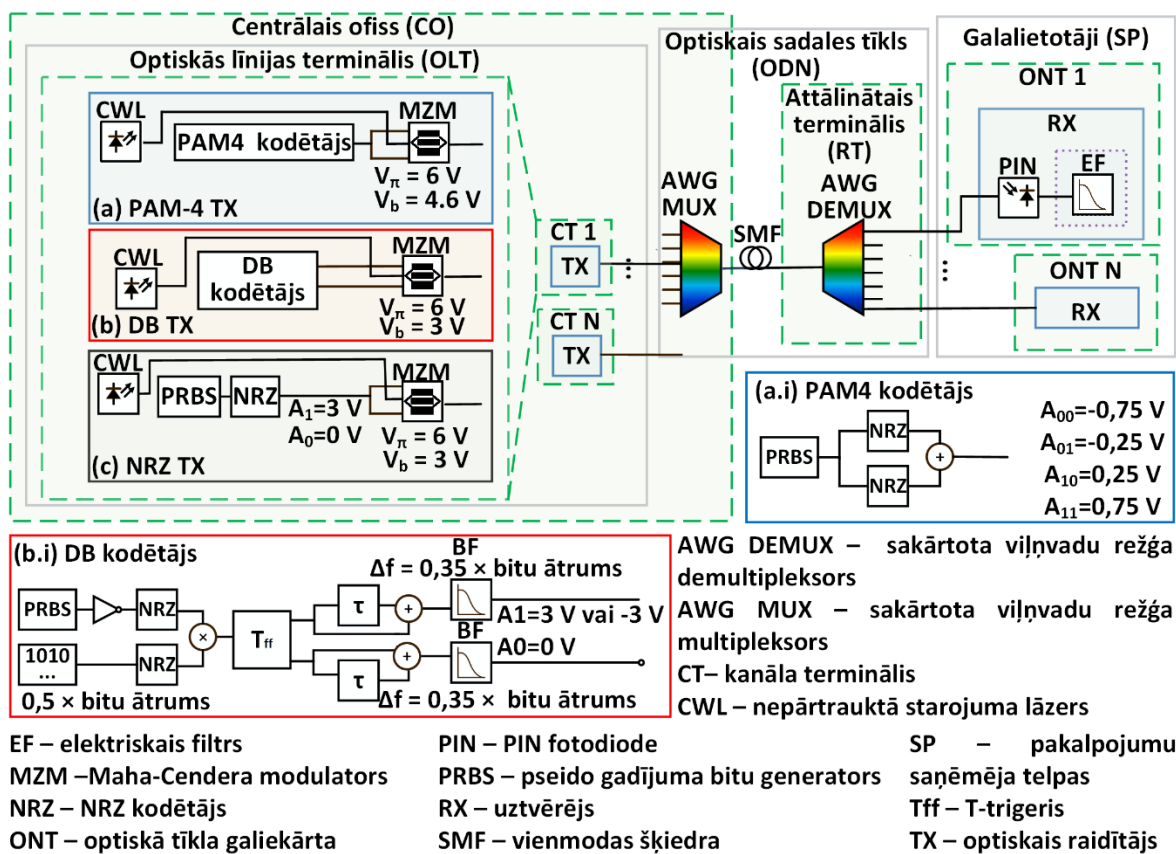 Centrālais ofiss (CO)
Optiskās līnijas terminālis (OLT)
CWL
MZM
PAM4 kodētājs
V_π = 6 V
V_b = 4.6 V
(a) PAM-4 TX
CWL
MZM
DB
kodētājs
V_π = 6 V
V_b = 3 V
(b) DB TX
CWL
MZM
PRBS
NRZ
A₁=3 V
A₀=0 V
V_π = 6 V
V_b = 3 V
(c) NRZ TX
CT 1
TX
...
CT N
TX
Optiskais sadales tīkls
(ODN)
Attālinātais
terminālis
(RT)
AWG
MUX
SMF
AWG
DEMUX
Galalietotāji (SP)
ONT 1
RX
PIN
EF
...
ONT N
RX
(a.i) PAM4 kodētājs
PRBS
NRZ
NRZ
+
A₀₀=-0,75 V
A₀₁=-0,25 V
A₁₀=0,25 V
A₁₁=0,75 V
(b.i) DB kodētājs
PRBS
NRZ
1010
...
NRZ
×
0,5 × bitu ātrums
T_ff
τ
+
BF
Δf = 0,35 × bitu ātrums
A1=3 V vai -3 V
A0=0 V
τ
+
BF
Δf = 0,35 × bitu ātrums
AWG DEMUX – sakārtota viļņvadu režģa
demultipleksors
AWG MUX – sakārtota viļņvadu režģa
multipleksors
CT– kanāla terminālis
CWL – nepārtrauktā starojuma lāzers
EF – elektriskais filtrs
MZM –Maha-Cendera modulators
NRZ – NRZ kodētājs
ONT – optiskā tīkla galiekārta
PIN – PIN fotodiode
PRBS – pseido gadījuma bitu generators
RX – uztvērējs
SMF – vienmodas šķiedra
SP – pakalpojumu
saņēmēja telpas
Tff – T-trigeris
TX – optiskais raidītājs